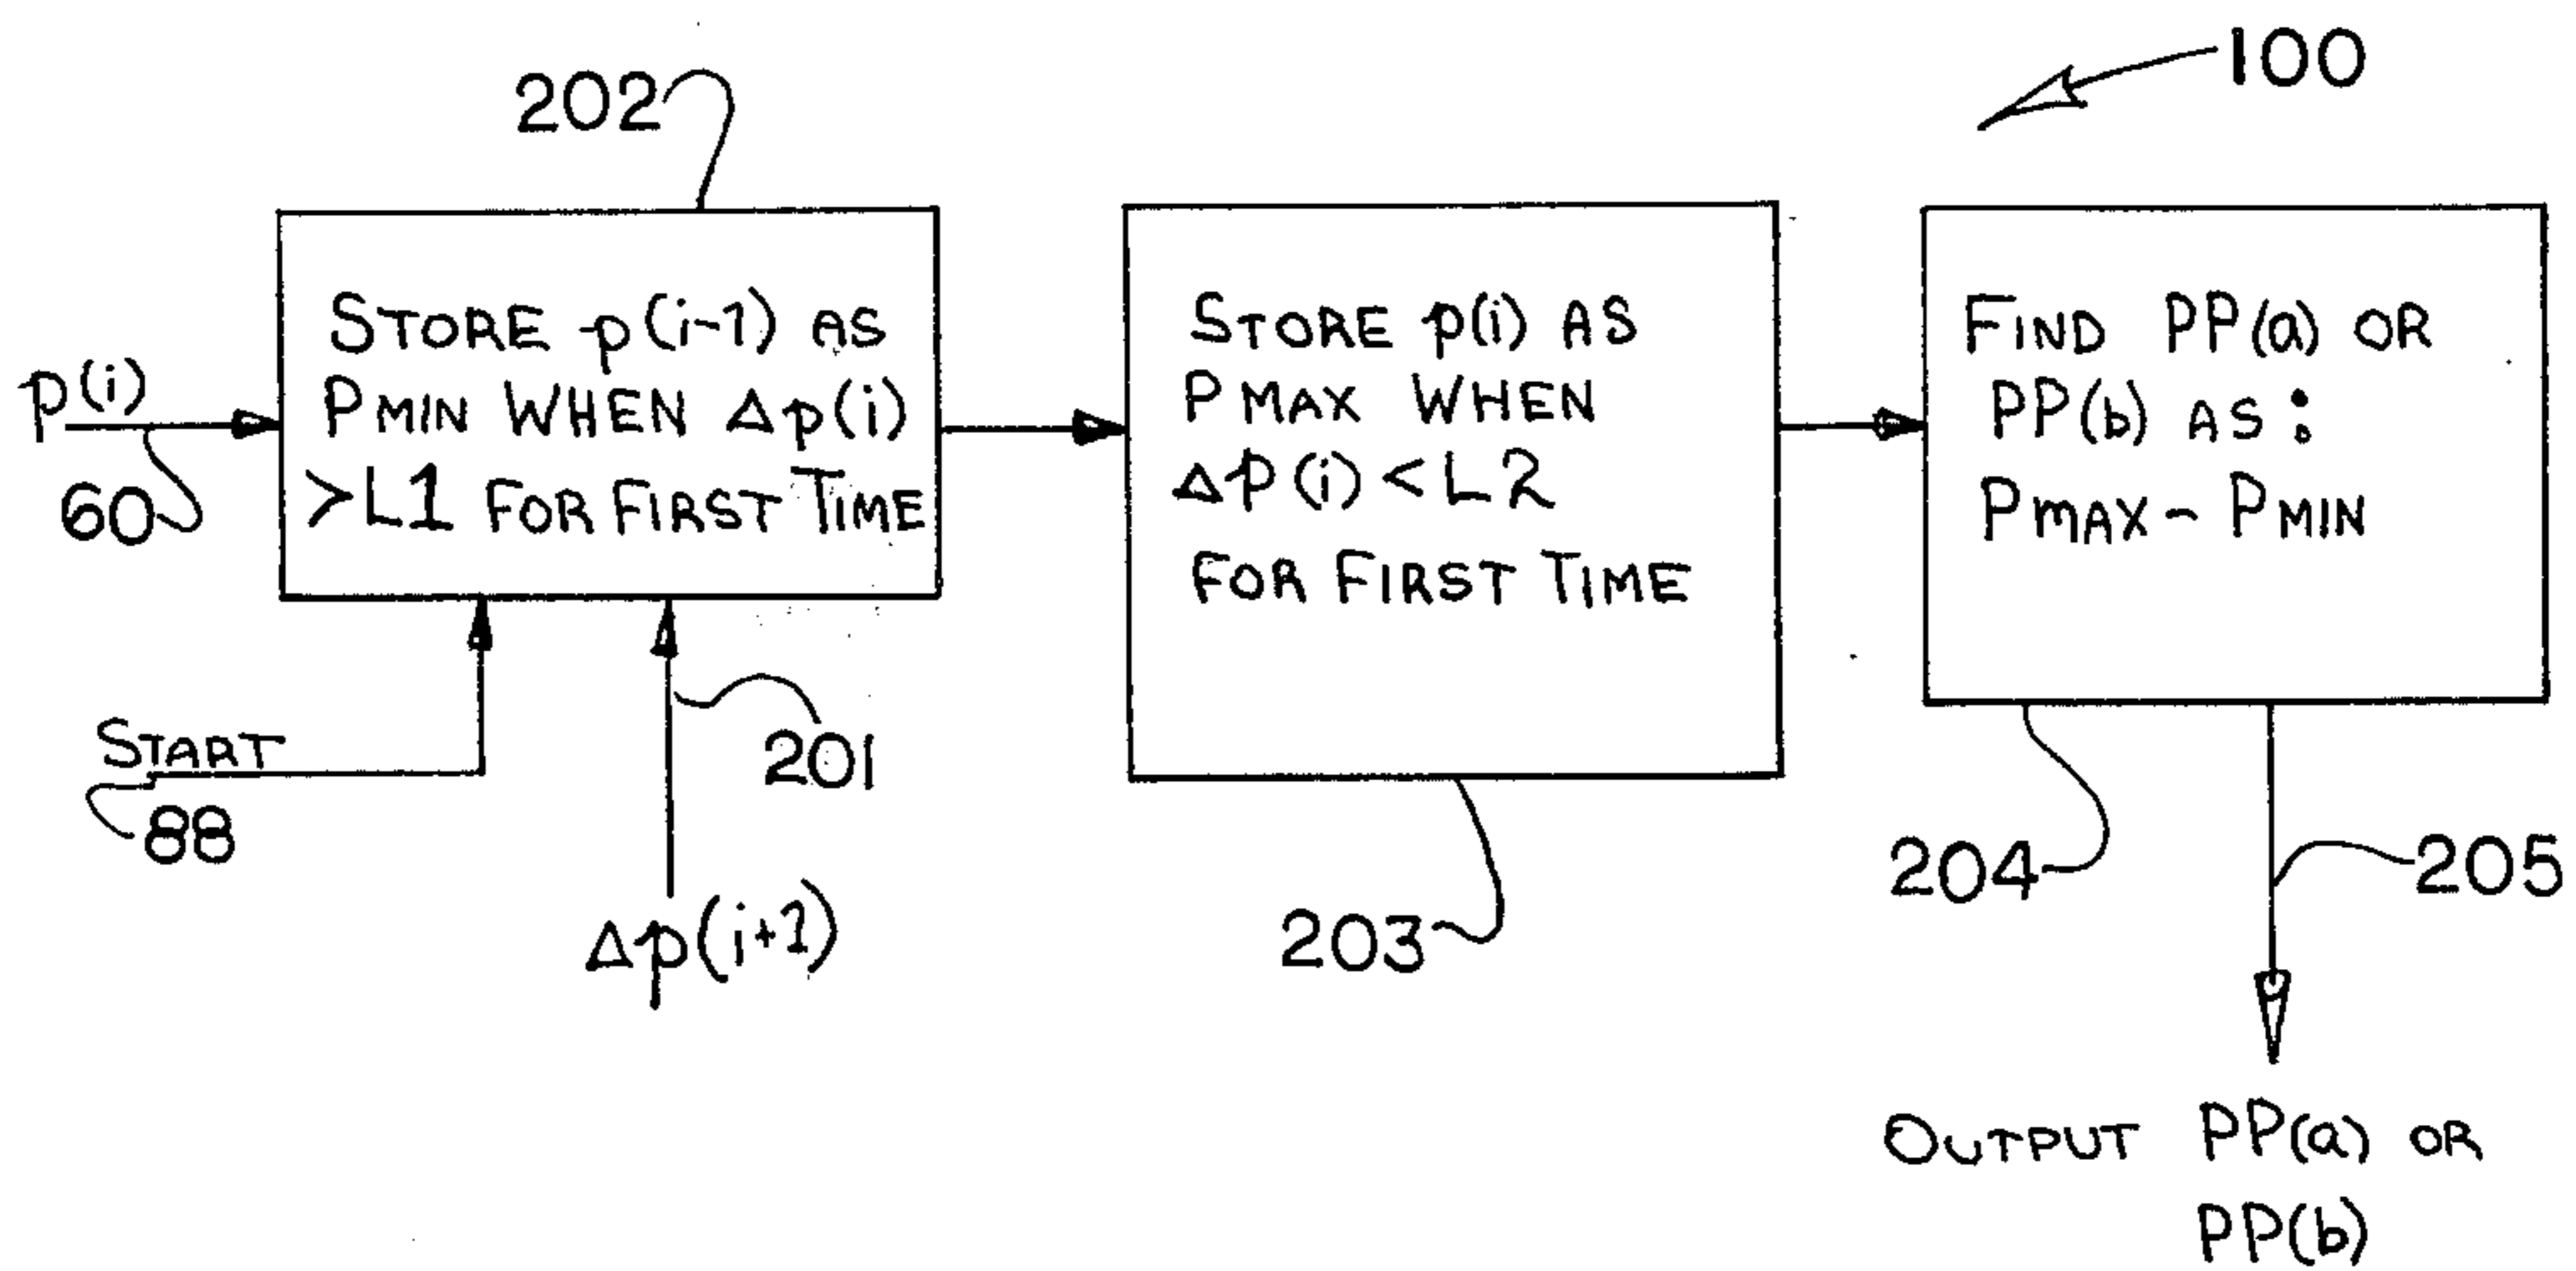 100
202
STORE p(i-1) AS
PMIN WHEN Δp(i)
>L1 FOR FIRST TIME
STORE p(i) AS
PMAX WHEN
Δp(i) < L2
FOR FIRST TIME
FIND PP(a) OR
PP(b) AS:
PMAX - PMIN
p(i)
60
START
88
201
Δp(i+1)
203
204
205
OUTPUT PP(a) OR
PP(b)